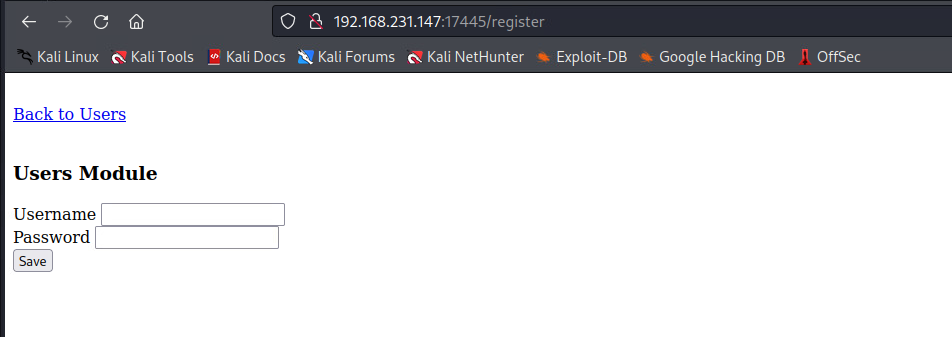 192.168.231.147:17445/register
Kali Linux Kali Tools Kali Docs Kali Forums Kali NetHunter Exploit-DB Google Hacking DB OffSec
Back to Users
Users Module
Username
Password
Save